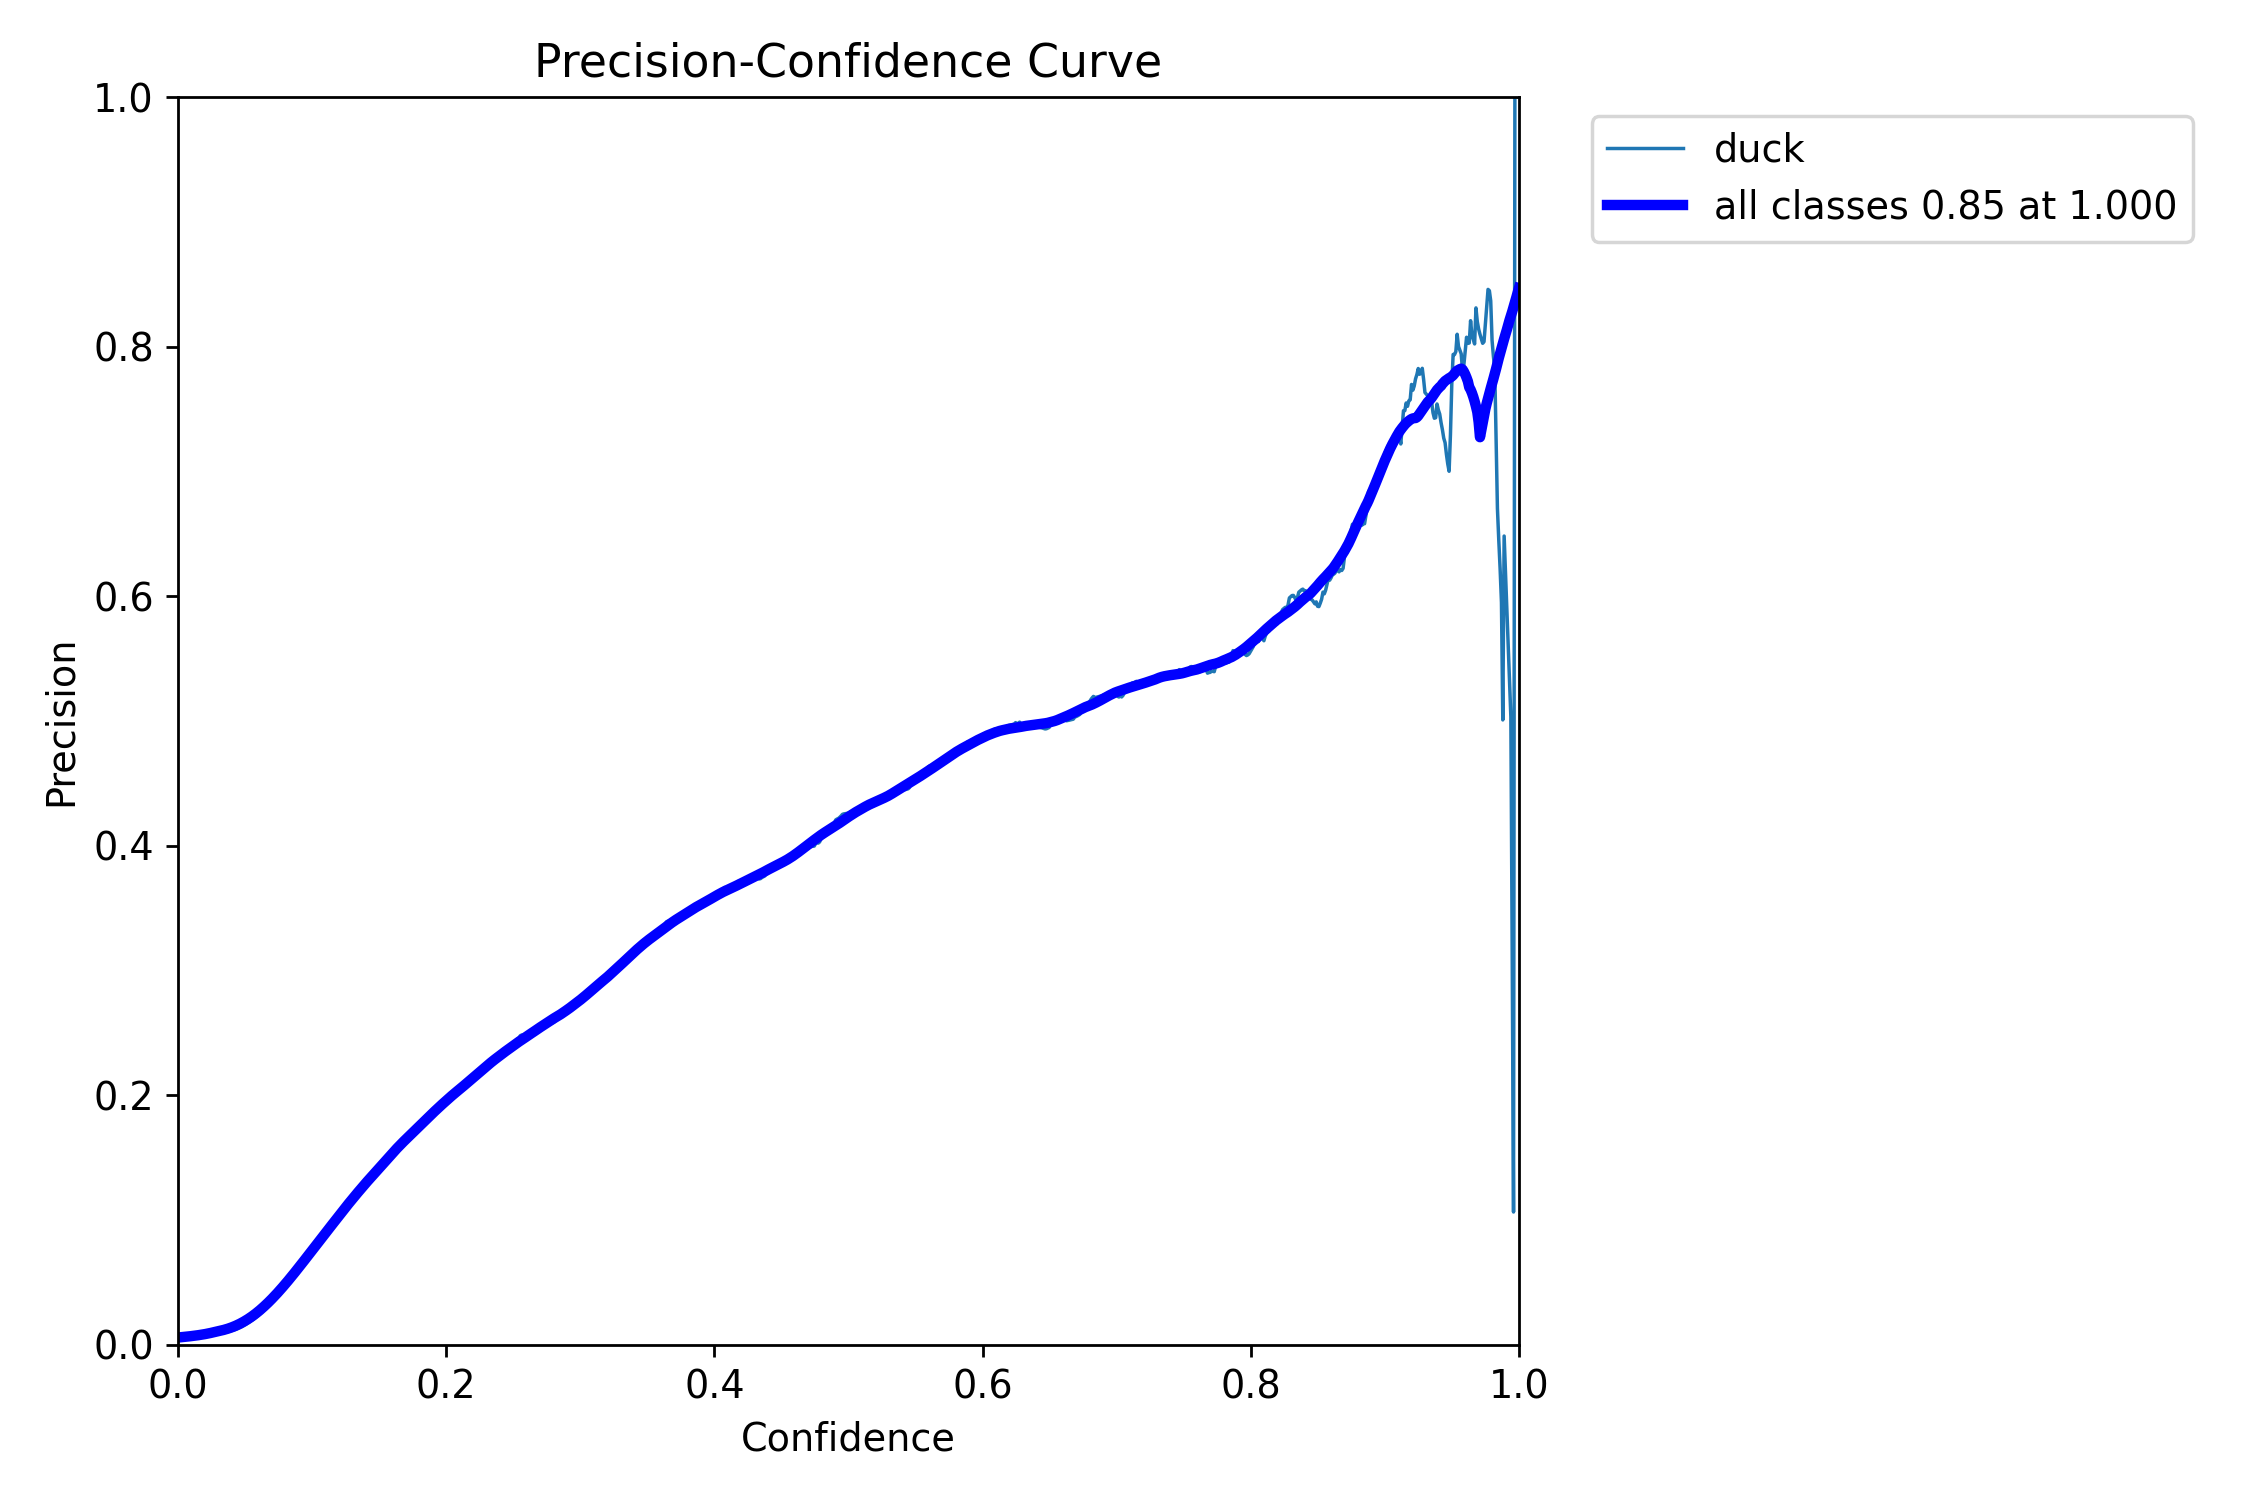 Precision-Confidence Curve
duck
all classes 0.85 at 1.000
Precision
1.0
0.8
0.6
0.4
0.2
0.0
0.0 0.2 0.4 0.6 0.8 1.0
Confidence